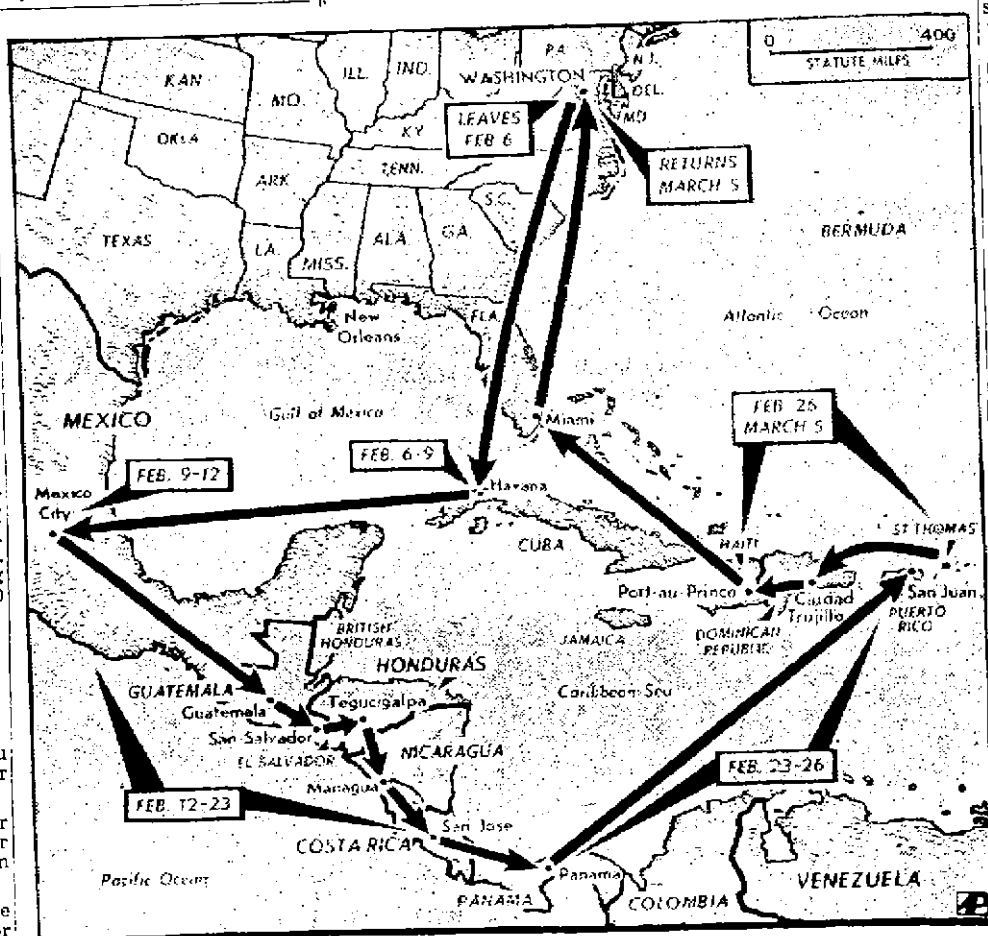 0 400
STATUTE MILES
PA.
N.J.
KAN
ILL.
IND.
WASHINGTON
DEL.
MO.
MD.
LEAVES
FEB 6
OKLA
KY.
TENN.
RETURNS
MARCH 5
ARK
S.C.
TEXAS
LA.
MISS.
ALA.
GA.
BERMUDA
New
Orleans
FLA.
Atlantic Ocean
MEXICO
Gulf of Mexico
Miami
FEB. 26
MARCH 5
FEB. 9-12
FEB. 6-9
Mexico
City
Havana
CUBA
HAITI
ST THOMAS
Port-au-Prince
Ciudad
Trujillo
San Juan
PUERTO
RICO
BRITISH
HONDURAS
JAMAICA
DOMINICAN
REPUBLIC
HONDURAS
GUATEMALA
Guatemala
Tegucigalpa
Caribbean Sea
San Salvador
EL SALVADOR
NICARAGUA
Managua
FEB. 12-23
FEB. 23-26
San Jose
COSTA RICA
Panama
Pacific Ocean
PANAMA
COLOMBIA
VENEZUELA
AP